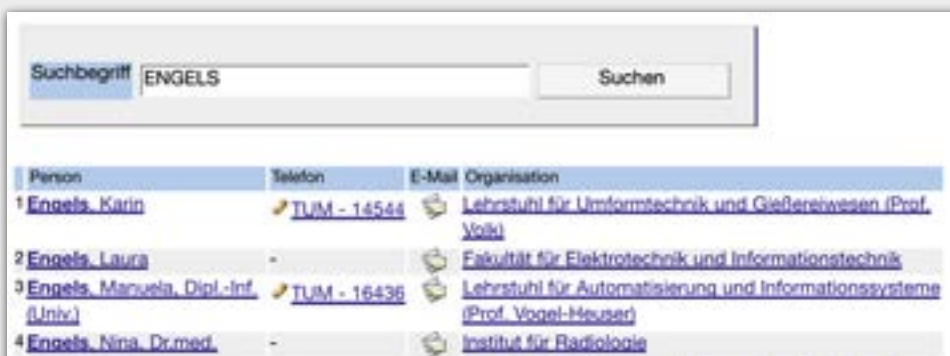 Suchbegriff ENGELS Suchen
Person Telefon E-Mail Organisation
1 Engels, Karin TUM - 14544 Lehrstuhl für Umformtechnik und Gießereiwesen (Prof.
Volk)
2 Engels, Laura - Fakultät für Elektrotechnik und Informationstechnik
3 Engels, Manuela, Dipl.-Inf. TUM - 16436 Lehrstuhl für Automatisierung und Informationssysteme
(Univ.) (Prof. Vogel-Heuser)
4 Engels, Nina, Dr.med. - Institut für Radiologie